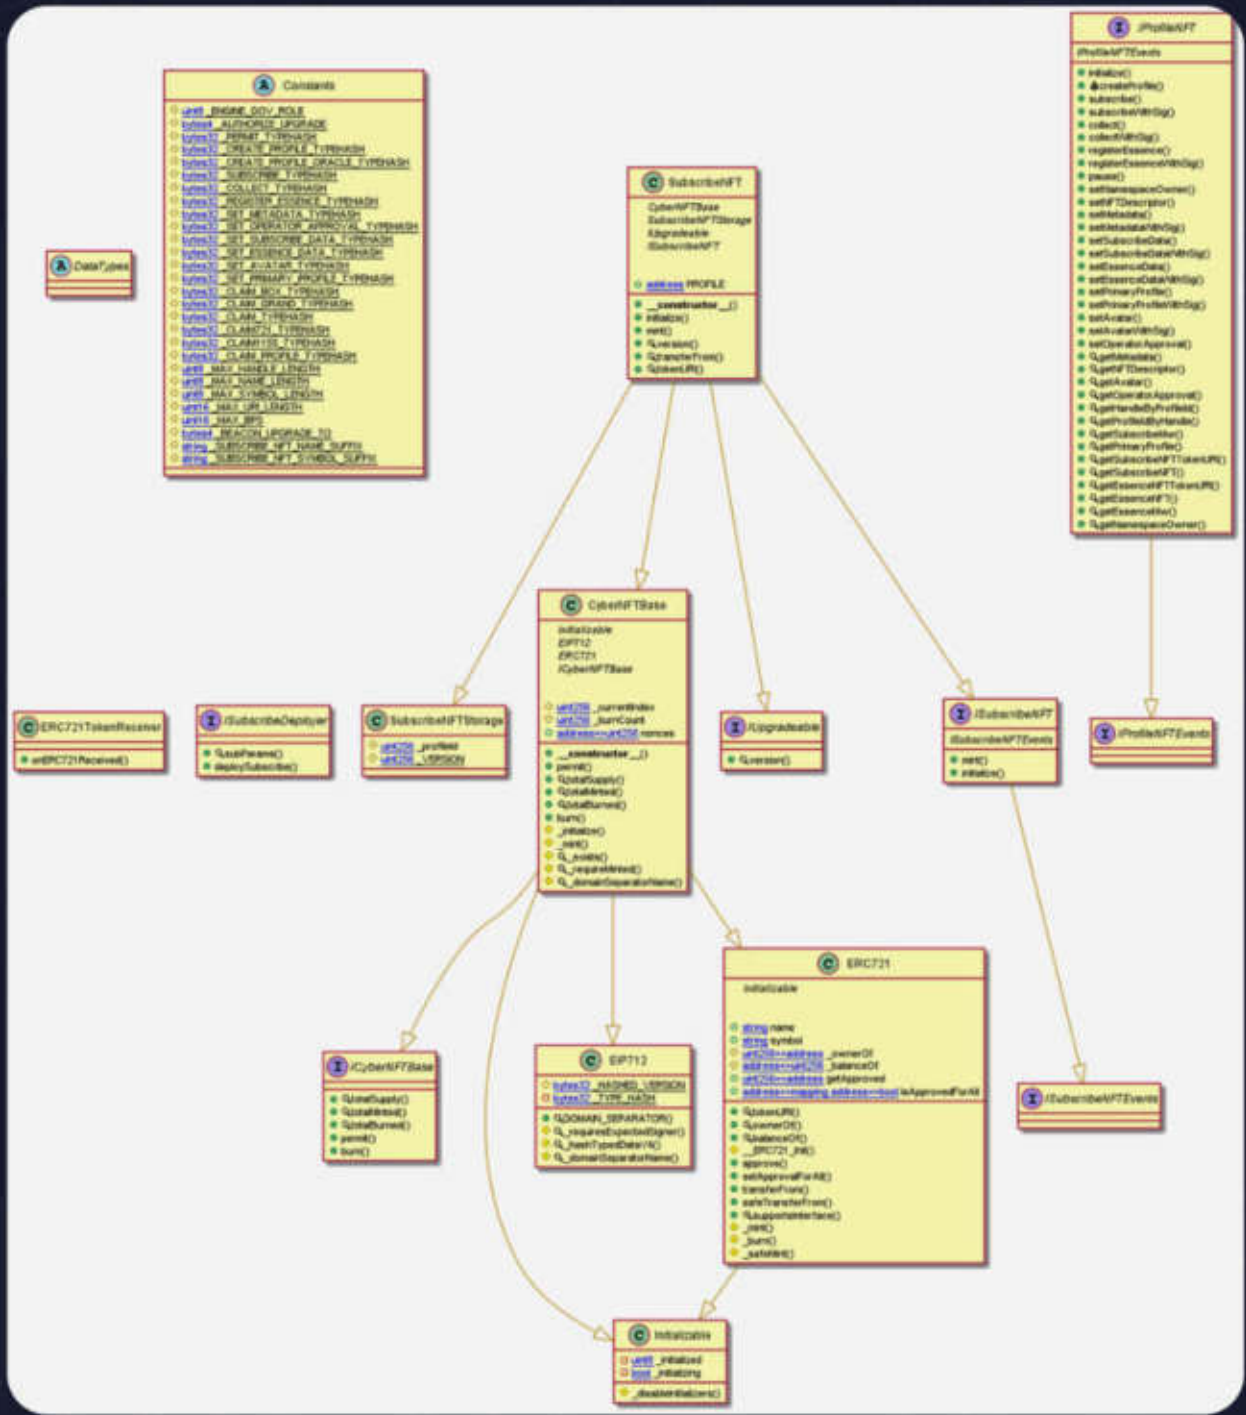 IProfileNFT
IProfileNFTEvents
initialize()
createProfile()
subscribe()
subscribeWithSig()
collect()
collectWithSig()
registerEssence()
registerEssenceWithSig()
pause()
setNamespaceOwner()
setNFTDescriptor()
setMetadata()
setMetadataWithSig()
setSubscribeData()
setSubscribeDataWithSig()
setEssenceData()
setEssenceDataWithSig()
setPrimaryProfile()
setPrimaryProfileWithSig()
setAvatar()
setAvatarWithSig()
setOperatorApproval()
getMetadata()
getNFTDescriptor()
getAvatar()
getOperatorApproval()
getHandleByProfileId()
getProfileIdByHandle()
getSubscribeMw()
getPrimaryProfile()
getSubscribeNFTTokenURI()
getSubscribeNFT()
getEssenceNFTTokenURI()
getEssenceNFT()
getEssenceMw()
getNamespaceOwner()
Constants
uint8 _ENGINE_GOV_ROLE
bytes4 _AUTHORIZE_UPGRADE
bytes32 _PERMIT_TYPEHASH
bytes32 _CREATE_PROFILE_TYPEHASH
bytes32 _CREATE_PROFILE_ORACLE_TYPEHASH
bytes32 _SUBSCRIBE_TYPEHASH
bytes32 _COLLECT_TYPEHASH
bytes32 _REGISTER_ESSENCE_TYPEHASH
bytes32 _SET_METADATA_TYPEHASH
bytes32 _SET_OPERATOR_APPROVAL_TYPEHASH
bytes32 _SET_SUBSCRIBE_DATA_TYPEHASH
bytes32 _SET_ESSENCE_DATA_TYPEHASH
bytes32 _SET_AVATAR_TYPEHASH
bytes32 _SET_PRIMARY_PROFILE_TYPEHASH
bytes32 _CLAIM_BOX_TYPEHASH
bytes32 _CLAIM_GRAND_TYPEHASH
bytes32 _CLAIM_TYPEHASH
bytes32 _CLAIM721_TYPEHASH
bytes32 _CLAIM1155_TYPEHASH
bytes32 _CLAIM_PROFILE_TYPEHASH
uint8 _MAX_HANDLE_LENGTH
uint8 _MAX_NAME_LENGTH
uint8 _MAX_SYMBOL_LENGTH
uint16 _MAX_URI_LENGTH
uint16 _MAX_BPS
bytes4 _BEACON_UPGRADE_TO
string _SUBSCRIBE_NFT_NAME_SUFFIX
string _SUBSCRIBE_NFT_SYMBOL_SUFFIX
DataTypes
SubscribeNFT
CyberNFTBase
SubscribeNFTStorage
IUpgradeable
ISubscribeNFT
address PROFILE
__constructor__()
initialize()
mint()
version()
transferFrom()
tokenURI()
CyberNFTBase
Initializable
EIP712
ERC721
ICyberNFTBase
uint256 _currentIndex
uint256 _burnCount
address=>uint256 nonces
__constructor__()
permit()
totalSupply()
totalMinted()
totalBurned()
burn()
_initialize()
_mint()
_exists()
_requireMinted()
_domainSeparatorName()
ERC721TokenReceiver
onERC721Received()
ISubscribeDeployer
subParams()
deploySubscribe()
SubscribeNFTStorage
uint256 _profileId
uint256 _VERSION
IUpgradeable
version()
ISubscribeNFT
ISubscribeNFTEvents
mint()
initialize()
IProfileNFTEvents
ICyberNFTBase
totalSupply()
totalMinted()
totalBurned()
permit()
burn()
EIP712
bytes32 _HASHED_VERSION
bytes32 _TYPE_HASH
DOMAIN_SEPARATOR()
_requiresExpectedSigner()
_hashTypedDataV4()
_domainSeparatorName()
ERC721
Initializable
string name
string symbol
uint256=>address _ownerOf
address=>uint256 _balanceOf
uint256=>address getApproved
address=>mapping address=>bool isApprovedForAll
tokenURI()
ownerOf()
balanceOf()
__ERC721_Init()
approve()
setApprovalForAll()
transferFrom()
safeTransferFrom()
supportsInterface()
_mint()
_burn()
_safeMint()
ISubscribeNFTEvents
Initializable
uint8 _initialized
bool _initializing
_disableInitializers()